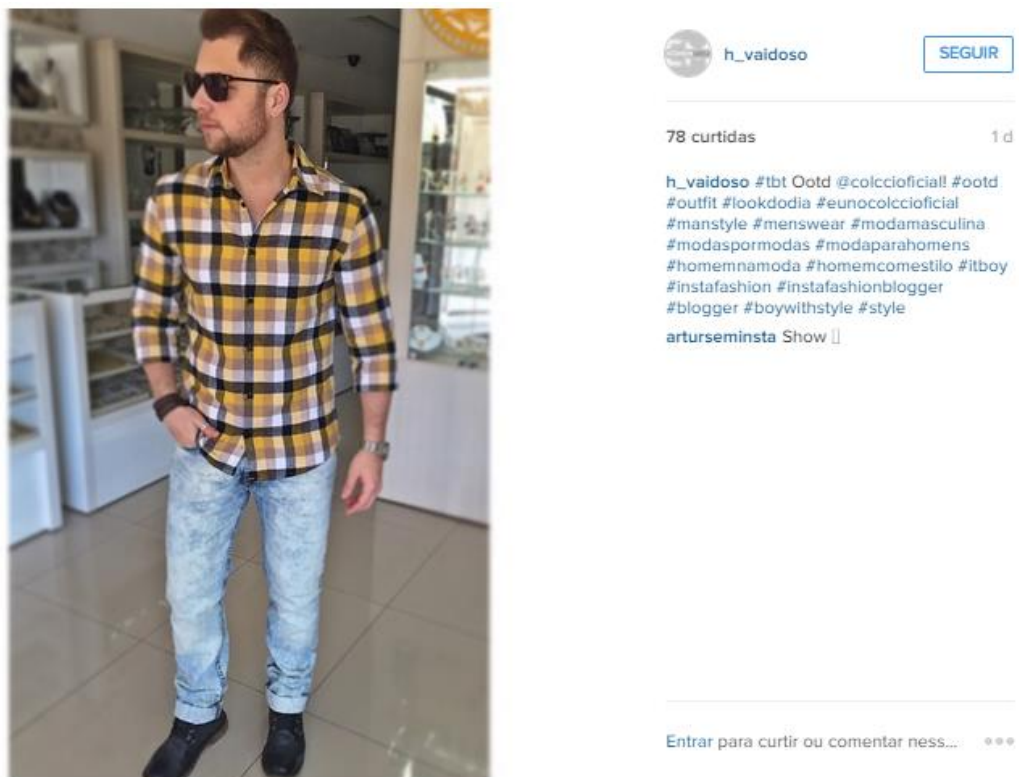 h_vaidoso
SEGUIR
78 curtidas
1 d
h_vaidoso #tbt Ootd @colccioficial! #ootd
#outfit #lookdodia #eunocolccioficial
#manstyle #menswear #modamasculina
#modaspormodas #modaparahomens
#homemnamoda #homemcomestilo #itboy
#instafashion #instafashionblogger
#blogger #boywithstyle #style
arturseminsta Show
Entrar para curtir ou comentar ness...